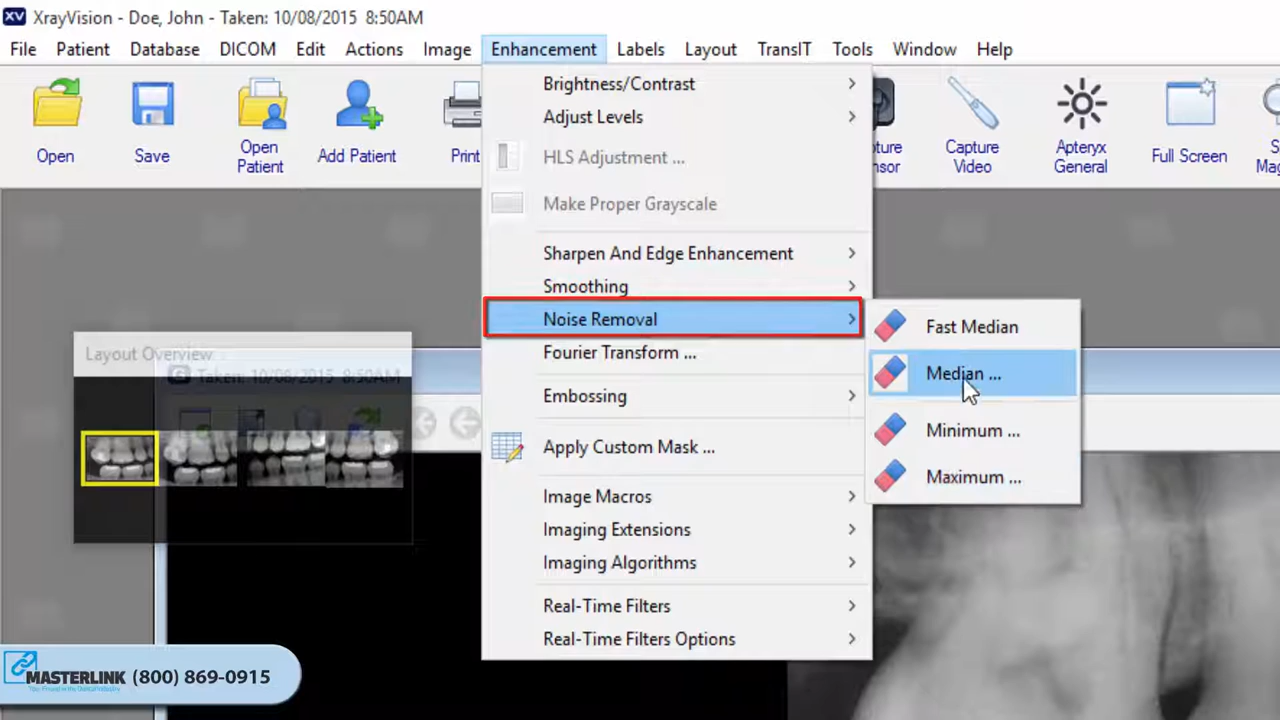 XV XrayVision - Doe, John - Taken: 10/08/2015 8:50AM
File Patient Database DICOM Edit Actions Image Enhancement Labels Layout TransIT Tools Window Help
Open
Save
Open
Patient
Add Patient
Print
Capture
Video
Apteryx
General
Full Screen
Brightness/Contrast
Adjust Levels
HLS Adjustment ...
Make Proper Grayscale
Sharpen And Edge Enhancement
Smoothing
Noise Removal
Fourier Transform ...
Embossing
Apply Custom Mask ...
Image Macros
Imaging Extensions
Imaging Algorithms
Real-Time Filters
Real-Time Filters Options
Fast Median
Median ...
Minimum ...
Maximum ...
Layout Overview
G Taken: 10/08/2015 8:50AM
MASTERLINK (800) 869-0915